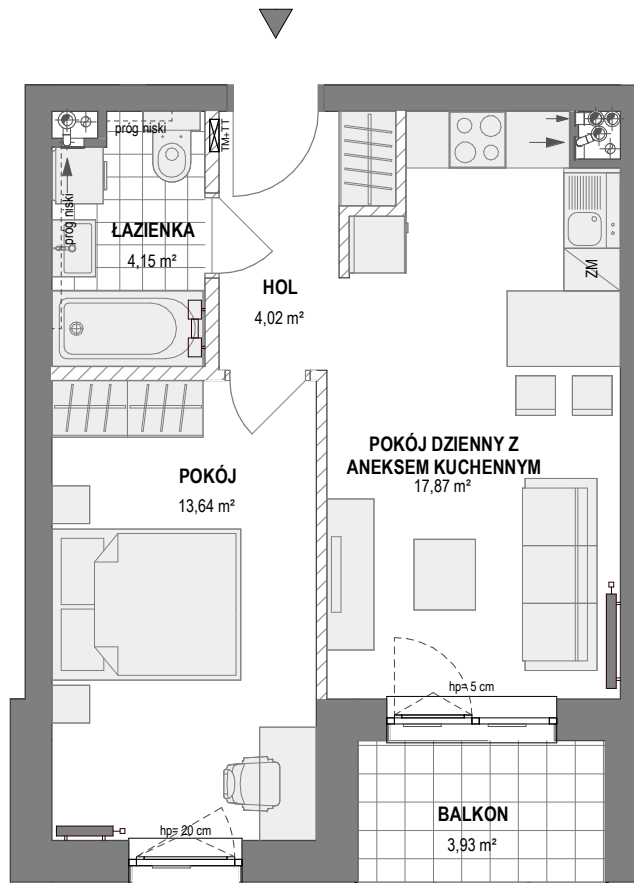 próg niski
TM+TT
próg niski
ŁAZIENKA
4,15 m²
HOL
4,02 m²
ZM
POKÓJ DZIENNY Z
ANEKSEM KUCHENNYM
17,87 m²
POKÓJ
13,64 m²
hp= 5 cm
hp= 20 cm
BALKON
3,93 m²